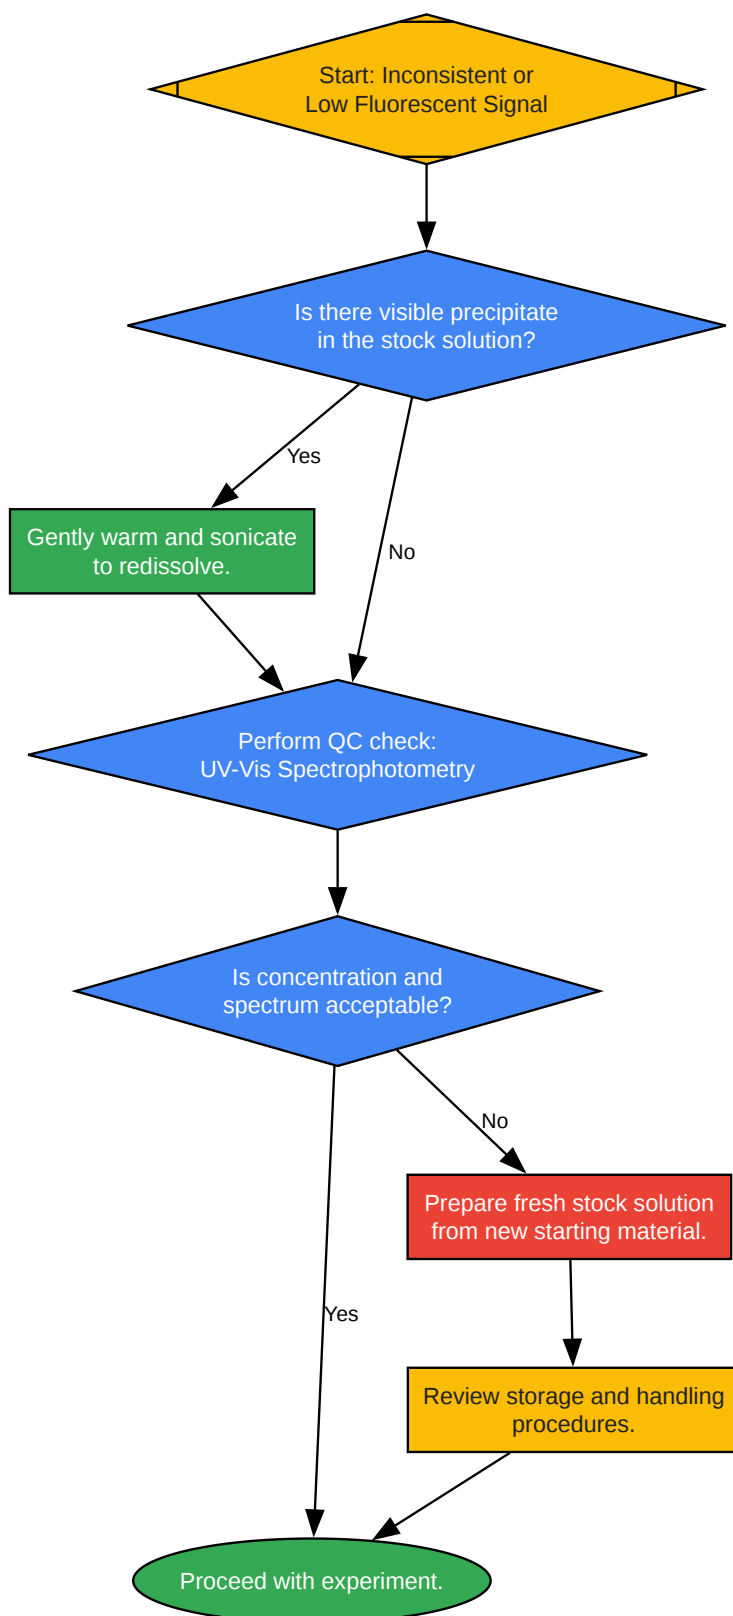 Start: Inconsistent or
Low Fluorescent Signal
Is there visible precipitate
in the stock solution?
Yes
Gently warm and sonicate
to redissolve.
No
Perform QC check:
UV-Vis Spectrophotometry
Is concentration and
spectrum acceptable?
No
Prepare fresh stock solution
from new starting material.
Yes
Review storage and handling
procedures.
Proceed with experiment.